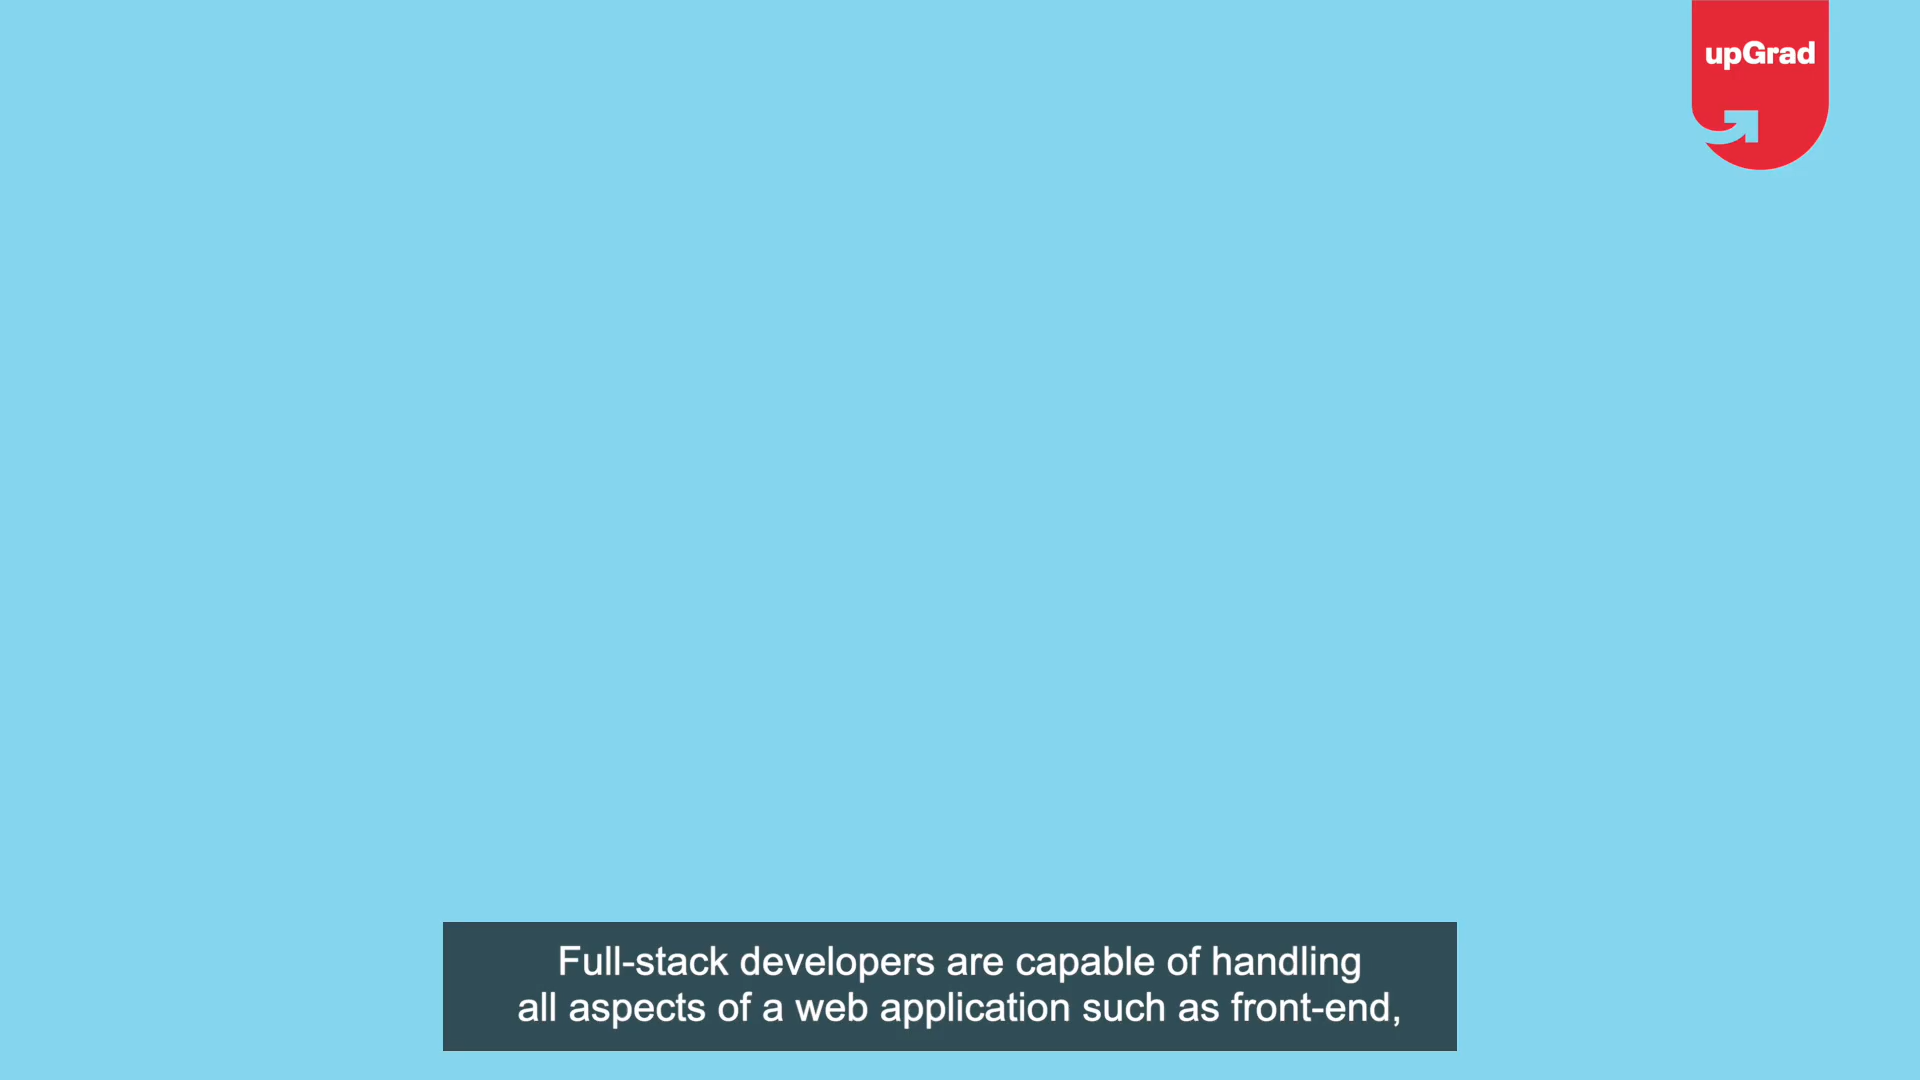 upGrad
Full-stack developers are capable of handling
all aspects of a web application such as front-end,